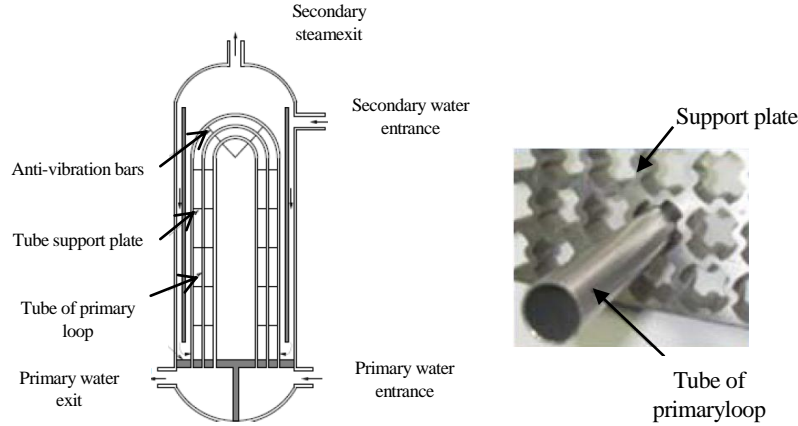 Secondary
steamexit
Secondary water
entrance
Anti-vibration bars
Tube support plate
Tube of primary
loop
Primary water
exit
Primary water
entrance
Support plate
Tube of
primaryloop